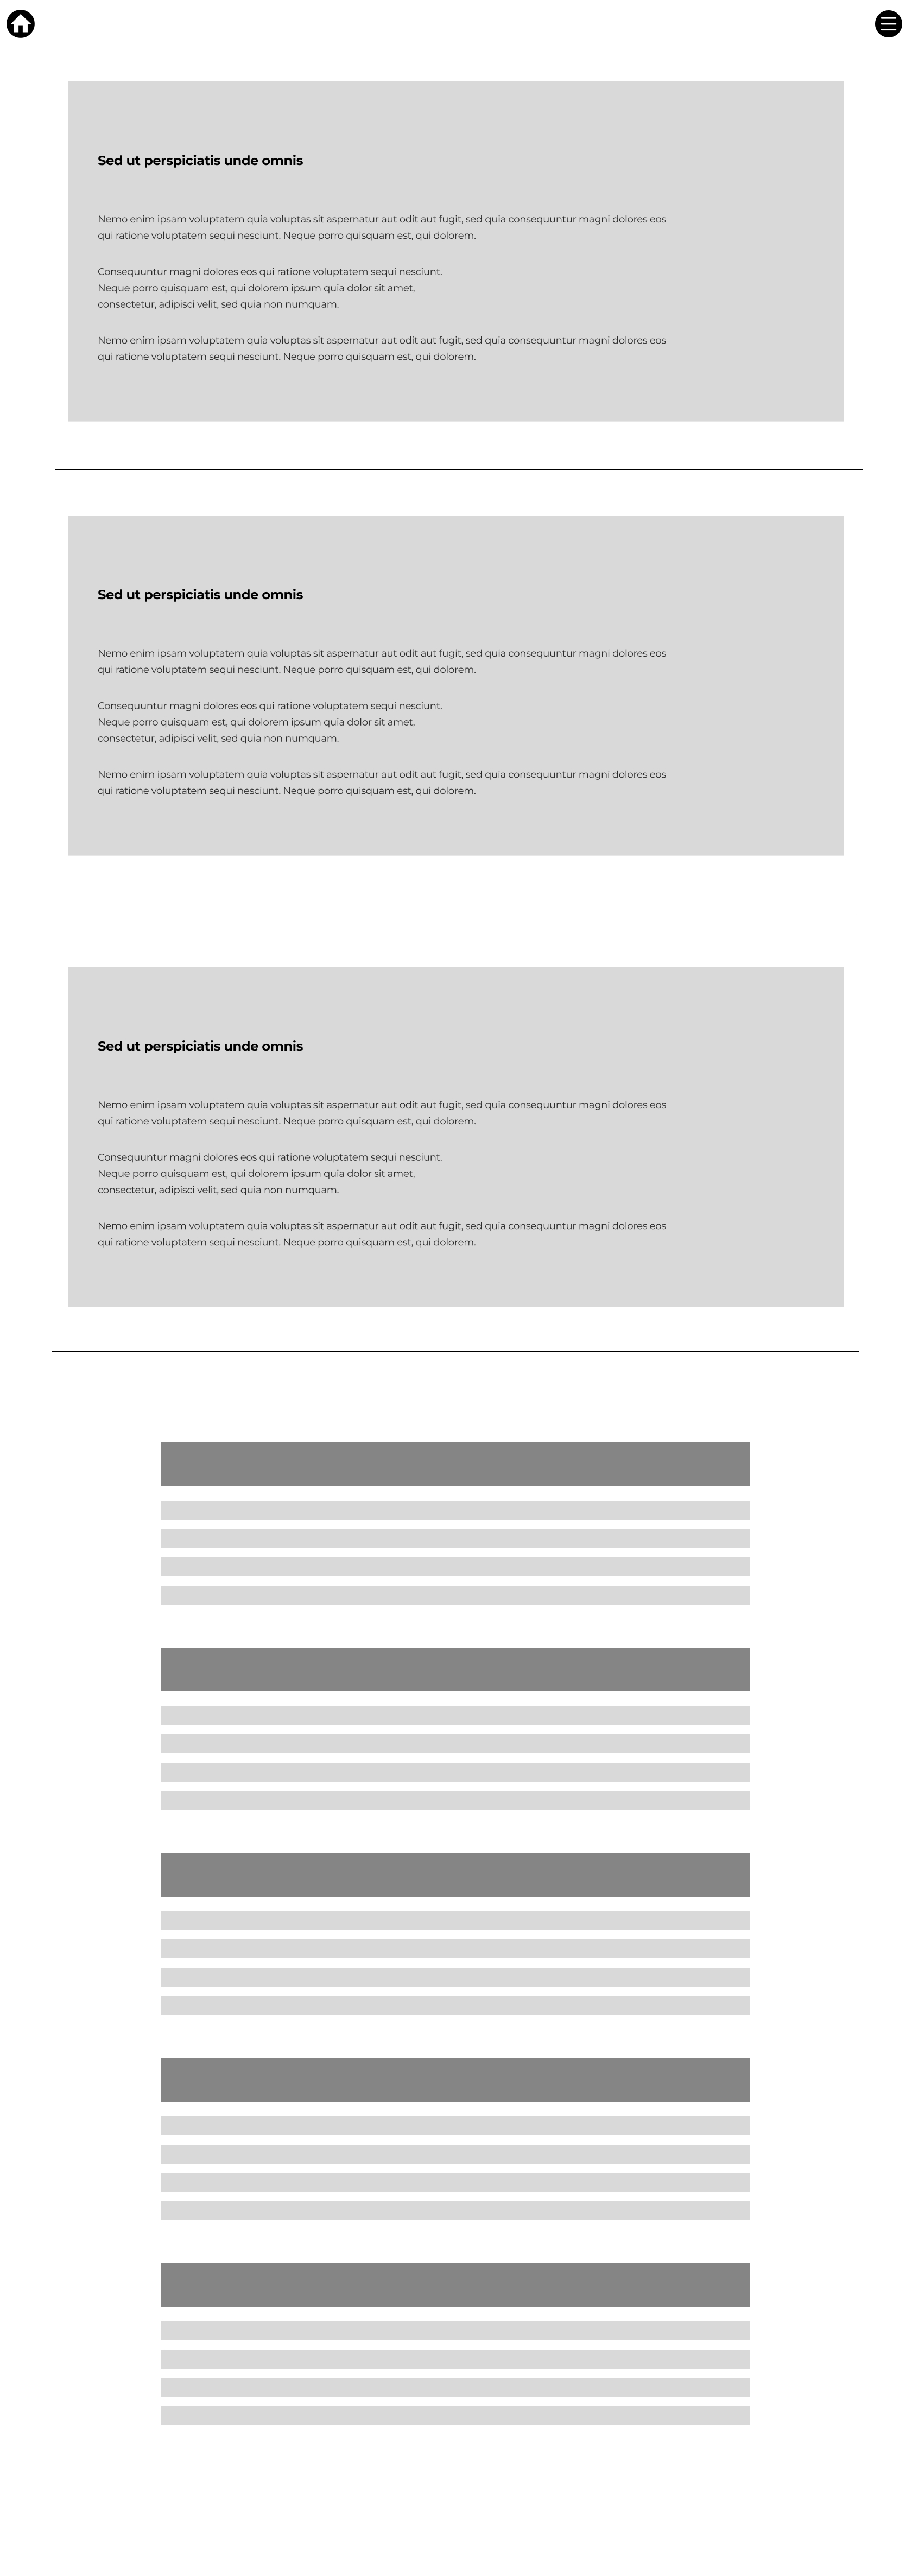 Sed ut perspiciatis unde omnis
Nemo enim ipsam voluptatem quia voluptas sit aspernatur aut odit aut fugit, sed quia consequuntur magni dolores eos
qui ratione voluptatem sequi nesciunt. Neque porro quisquam est, qui dolorem.
Consequuntur magni dolores eos qui ratione voluptatem sequi nesciunt.
Neque porro quisquam est, qui dolorem ipsum quia dolor sit amet,
consectetur, adipisci velit, sed quia non numquam.
Nemo enim ipsam voluptatem quia voluptas sit aspernatur aut odit aut fugit, sed quia consequuntur magni dolores eos
qui ratione voluptatem sequi nesciunt. Neque porro quisquam est, qui dolorem.
Sed ut perspiciatis unde omnis
Nemo enim ipsam voluptatem quia voluptas sit aspernatur aut odit aut fugit, sed quia consequuntur magni dolores eos
qui ratione voluptatem sequi nesciunt. Neque porro quisquam est, qui dolorem.
Consequuntur magni dolores eos qui ratione voluptatem sequi nesciunt.
Neque porro quisquam est, qui dolorem ipsum quia dolor sit amet,
consectetur, adipisci velit, sed quia non numquam.
Nemo enim ipsam voluptatem quia voluptas sit aspernatur aut odit aut fugit, sed quia consequuntur magni dolores eos
qui ratione voluptatem sequi nesciunt. Neque porro quisquam est, qui dolorem.
Sed ut perspiciatis unde omnis
Nemo enim ipsam voluptatem quia voluptas sit aspernatur aut odit aut fugit, sed quia consequuntur magni dolores eos
qui ratione voluptatem sequi nesciunt. Neque porro quisquam est, qui dolorem.
Consequuntur magni dolores eos qui ratione voluptatem sequi nesciunt.
Neque porro quisquam est, qui dolorem ipsum quia dolor sit amet,
consectetur, adipisci velit, sed quia non numquam.
Nemo enim ipsam voluptatem quia voluptas sit aspernatur aut odit aut fugit, sed quia consequuntur magni dolores eos
qui ratione voluptatem sequi nesciunt. Neque porro quisquam est, qui dolorem.